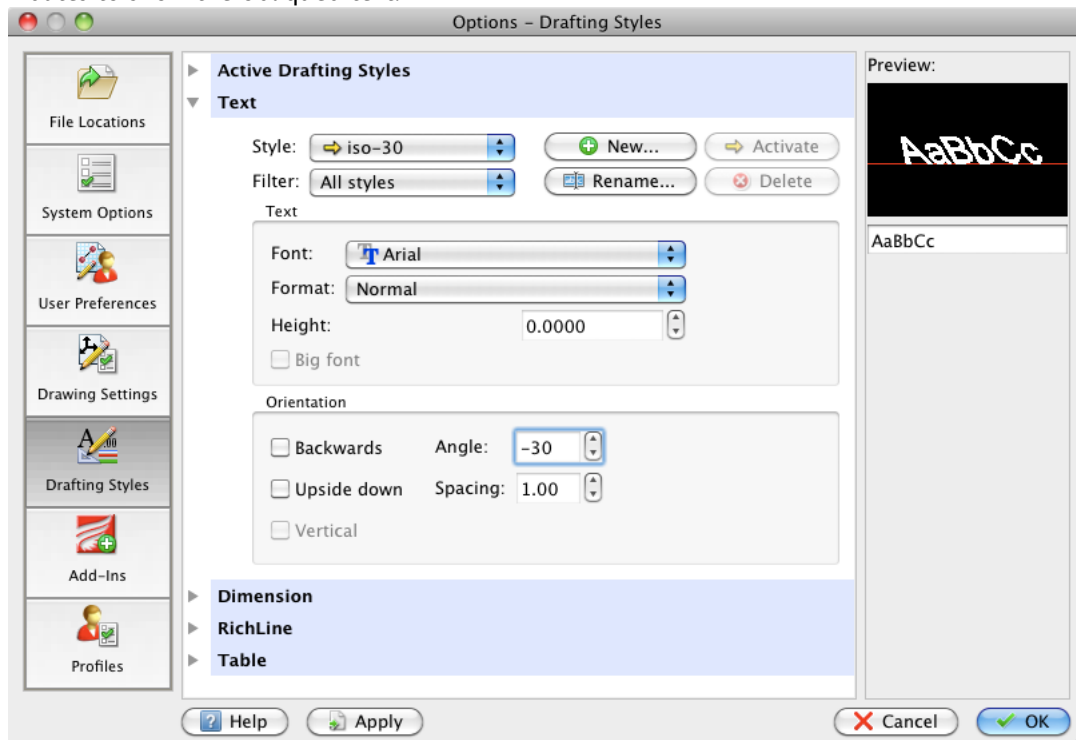 Options – Drafting Styles
File Locations
System Options
User Preferences
Drawing Settings
Drafting Styles
Add-Ins
Profiles
Active Drafting Styles
Text
Style: iso-30 New... Activate
Filter: All styles Rename... Delete
Text
Font: Arial
Format: Normal
Height: 0.0000
Big font
Orientation
Backwards Angle: -30
Upside down Spacing: 1.00
Vertical
Dimension
RichLine
Table
Preview:
AaBbCc
AaBbCc
Help Apply Cancel OK